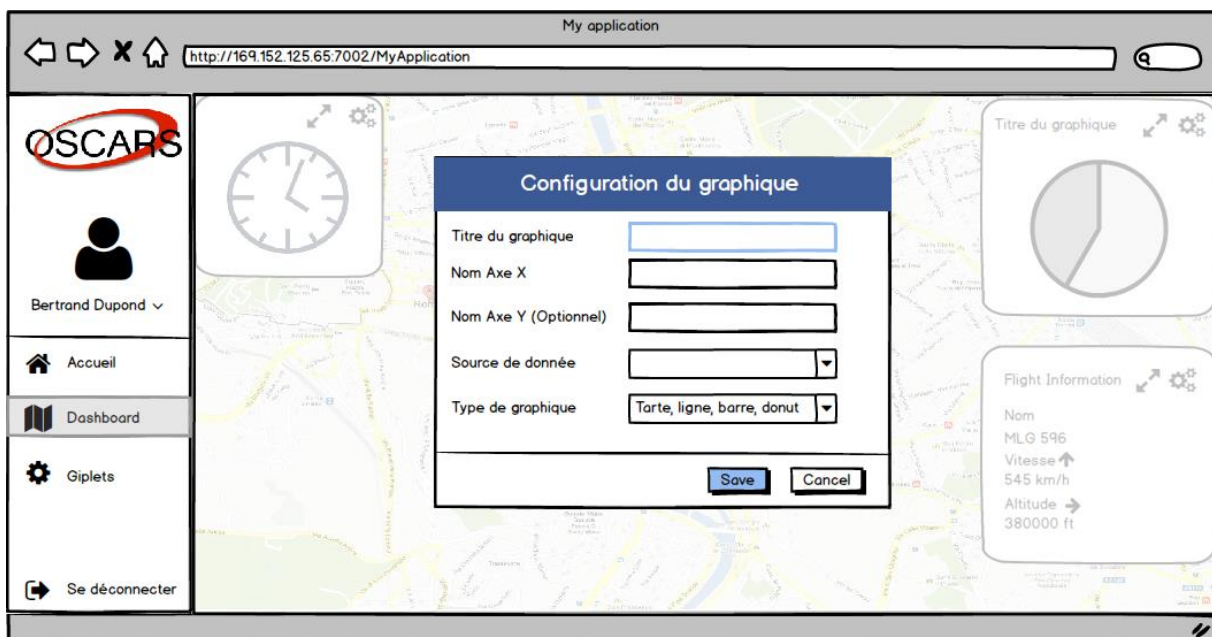 My application
http://169.152.125.65:7002/MyApplication
OSCARS
Bertrand Dupond
Accueil
Dashboard
Giplets
Se déconnecter
Configuration du graphique
Titre du graphique
Nom Axe X
Nom Axe Y (Optionnel)
Source de donnée
Type de graphique
Tarte, ligne, barre, donut
Save
Cancel
Titre du graphique
Flight Information
Nom
MLG 596
Vitesse
545 km/h
Altitude
380000 ft